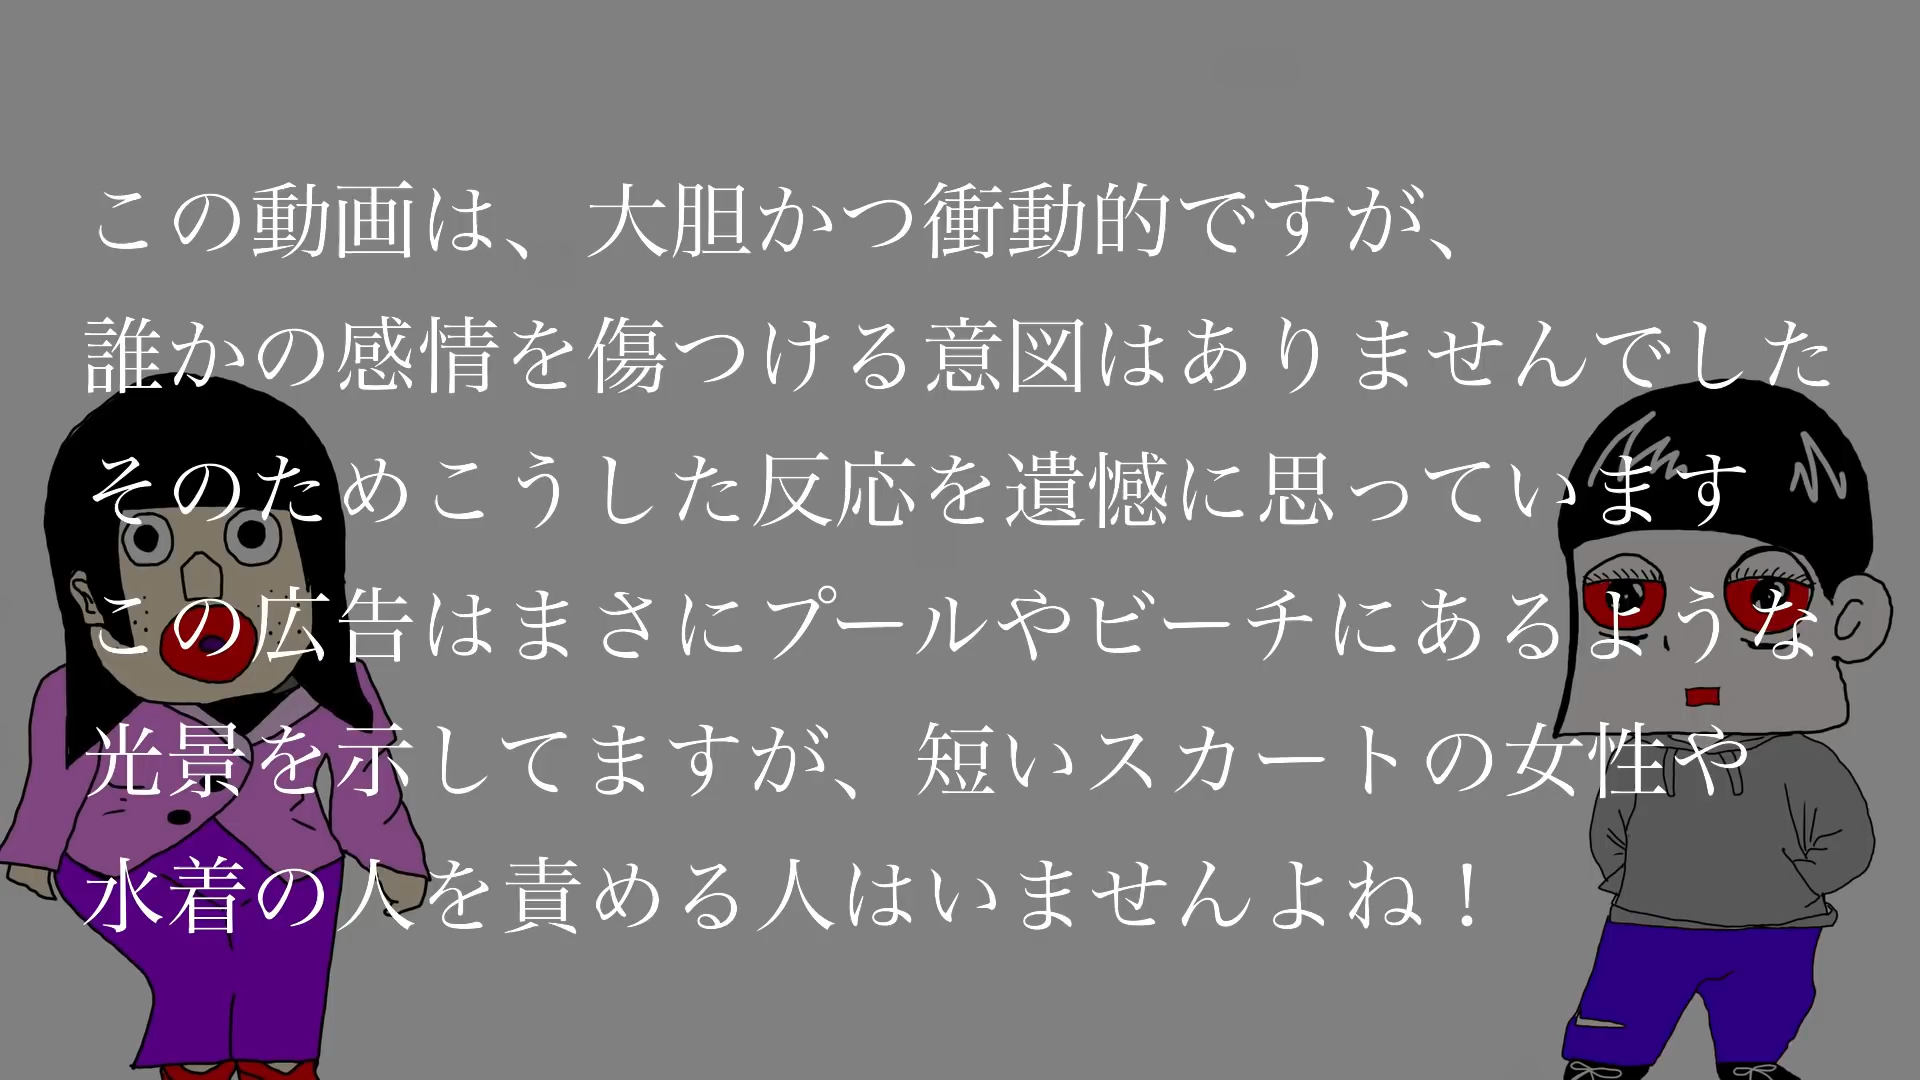 この動画は、大胆かつ衝動的ですが、
誰かの感情を傷つける意図はありませんでした
そのためこうした反応を遺憾に思っています
この広告はまさにプールやビーチにあるような
光景を示してますが、短いスカートの女性や
水着の人を責める人はいませんよね！